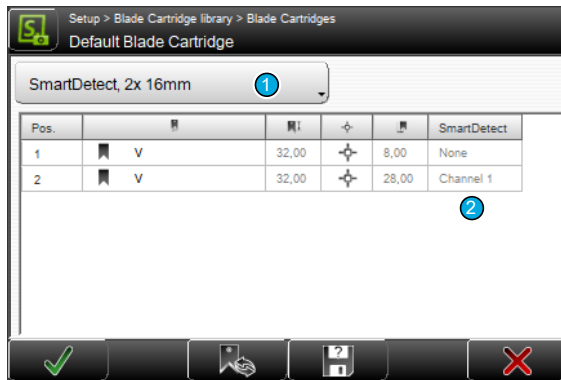 Setup > Blade Cartridge library > Blade Cartridges
Default Blade Cartridge
SmartDetect, 2x 16mm 1
Pos. SmartDetect
1 V 32,00 8,00 None
2 V 32,00 28,00 Channel 1
2
?